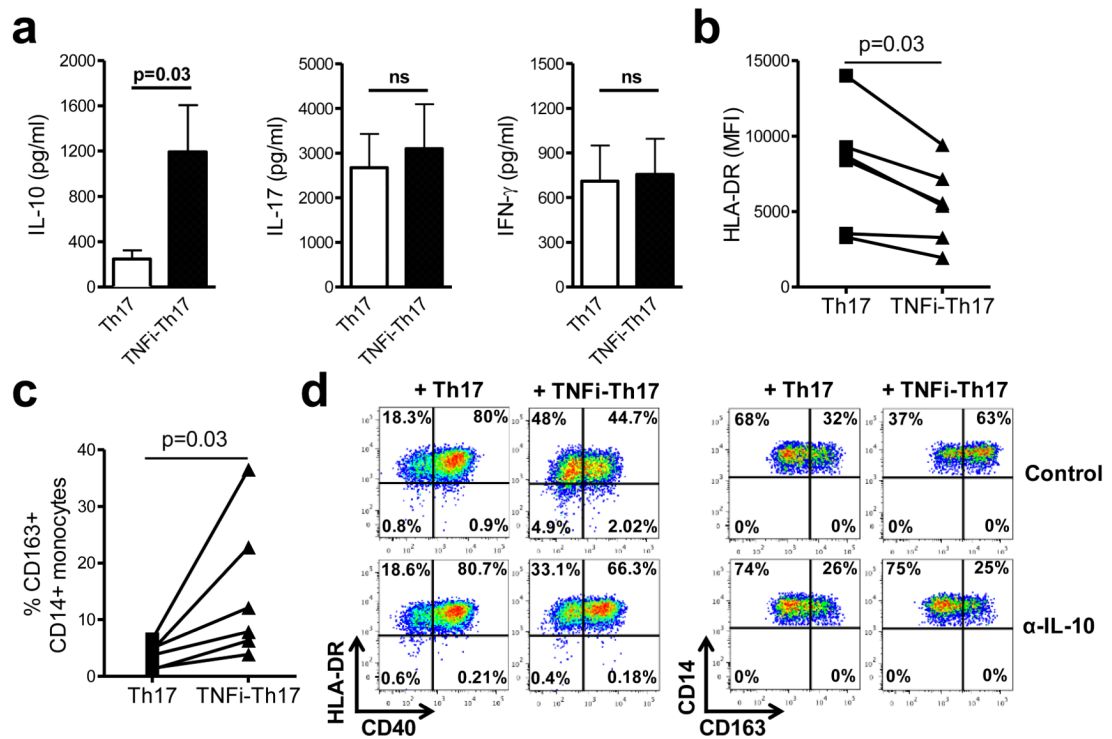 a
2000
1600
1200
800
400
0
IL-10 (pg/ml)
p=0.03
Th17
TNFi-Th17
5000
4000
3000
2000
1000
0
IL-17 (pg/ml)
ns
Th17
TNFi-Th17
1500
1200
900
600
300
0
IFN-γ (pg/ml)
ns
Th17
TNFi-Th17
b
p=0.03
15000
10000
5000
0
HLA-DR (MFI)
Th17
TNFi-Th17
c
p=0.03
40
30
20
10
0
% CD163+
CD14+ monocytes
Th17
TNFi-Th17
d
+ Th17
+ TNFi-Th17
+ Th17
+ TNFi-Th17
18.3%
80%
0.8%
0.9%
48%
44.7%
4.9%
2.02%
68%
32%
0%
0%
37%
63%
0%
0%
Control
18.6%
80.7%
0.6%
0.21%
33.1%
66.3%
0.4%
0.18%
74%
26%
0%
0%
75%
25%
0%
0%
α-IL-10
HLA-DR
CD40
CD14
CD163